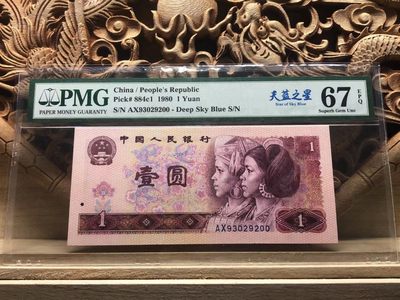 PMG
PAPER MONEY GUARANTY
China / People's Republic
Pick# 884c1 1980 1 Yuan
S/N AX93029200 - Deep Sky Blue S/N
天蓝之星
Star of Sky Blue
67 EPQ
Superb Gem Unc
中国人民银行
1
壹圆
1
AX93029200